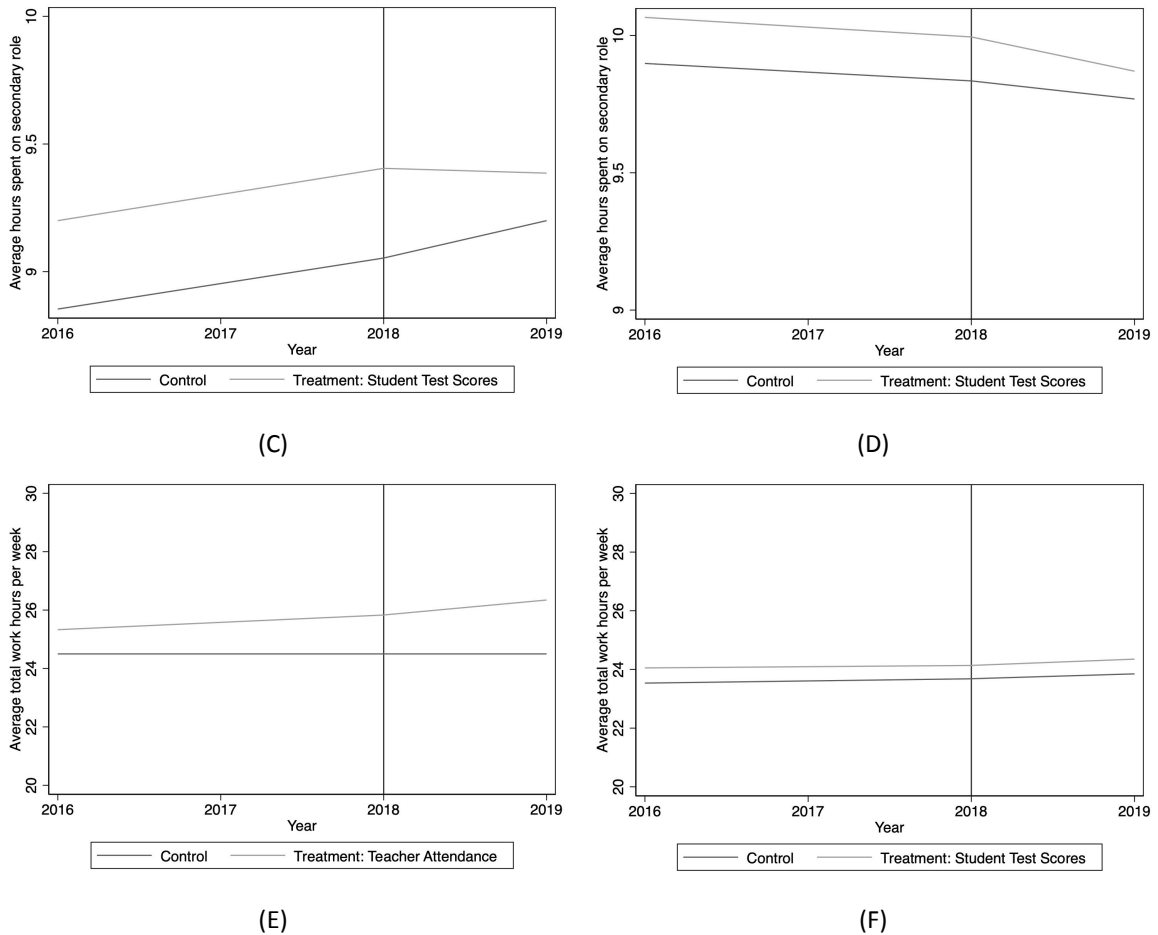 Average hours spent on secondary role
10
9.5
9
2016 2017 2018 2019
Year
Control Treatment: Student Test Scores
(C)
Average hours spent on secondary role
10
9.5
9
2016 2017 2018 2019
Year
Control Treatment: Student Test Scores
(D)
Average total work hours per week
30
28
26
24
22
20
2016 2017 2018 2019
Year
Control Treatment: Teacher Attendance
(E)
Average total work hours per week
30
28
26
24
22
20
2016 2017 2018 2019
Year
Control Treatment: Student Test Scores
(F)